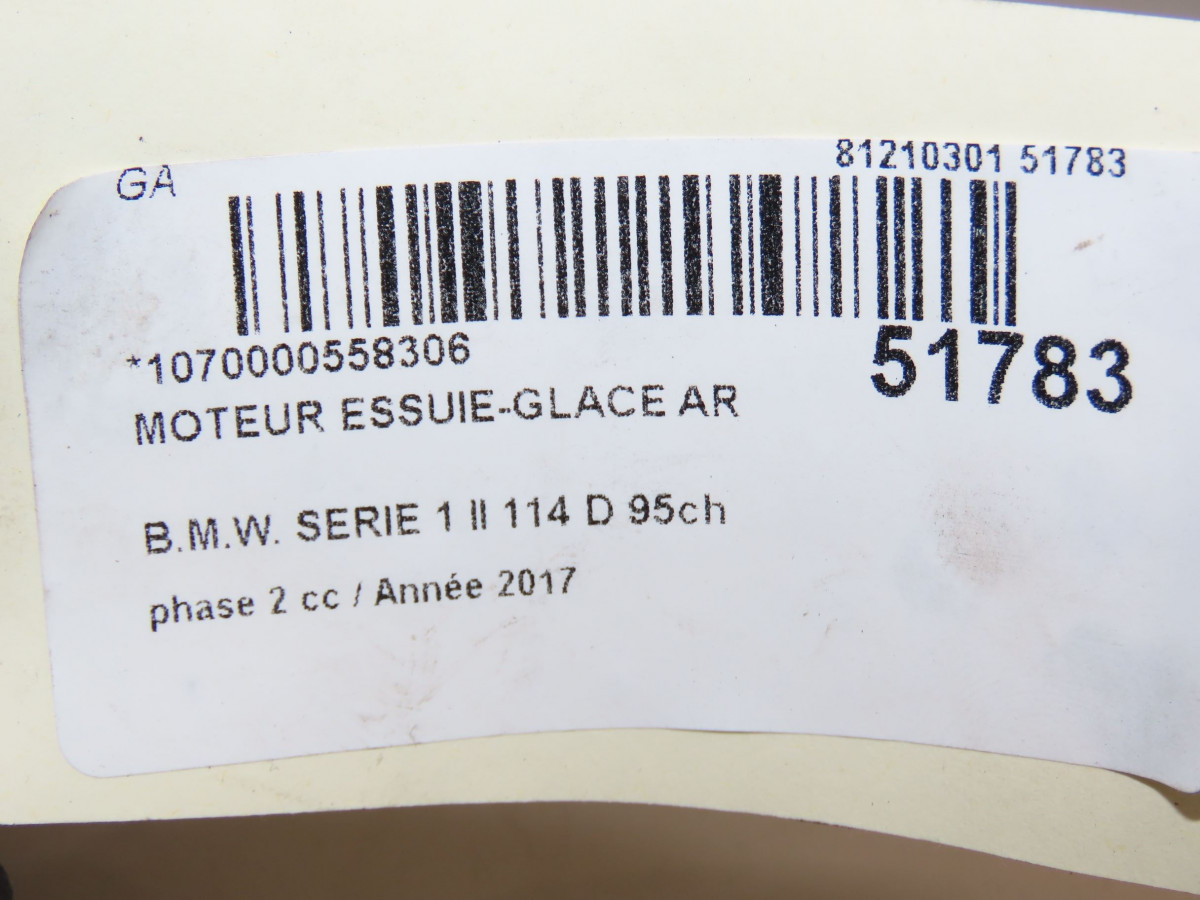 GA
81210301 51783
*1070000558306
51783
MOTEUR ESSUIE-GLACE AR
B.M.W. SERIE 1 II 114 D 95ch
phase 2 cc / Année 2017